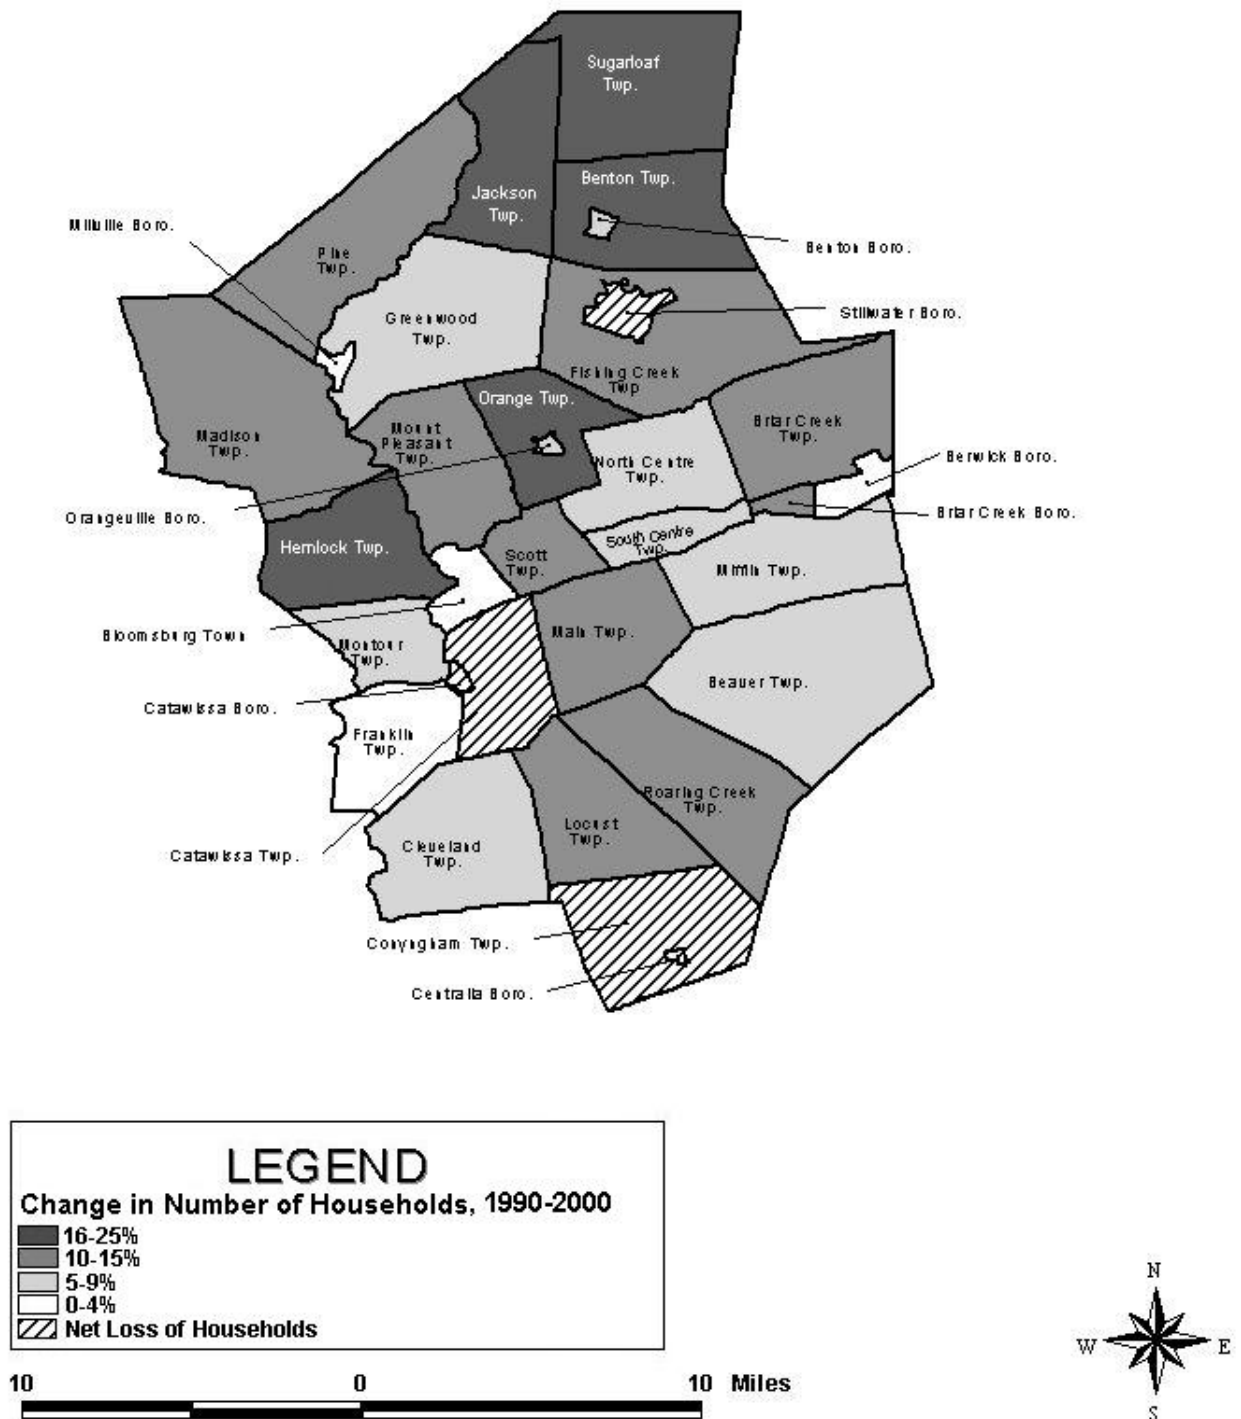 Sugarloaf
Twp.
Benton Twp.
Jackson
Twp.
Millville Boro.
Benton Boro.
Pine
Twp.
Stillwater Boro.
Greenwood
Twp.
Fishing Creek
Twp
Orange Twp.
Briar Creek
Twp.
Mount
Pleasant
Twp.
Madison
Twp.
Berwick Boro.
North Centre
Twp.
Orangeville Boro.
Briar Creek Boro.
South Centre
Twp.
Hemlock Twp.
Scott
Twp.
Mifflin Twp.
Bloomsburg Town
Main Twp.
Montour
Twp.
Beaver Twp.
Catawissa Boro.
Franklin
Twp.
Roaring Creek
Twp.
Locust
Twp.
Catawissa Twp.
Cleveland
Twp.
Conyngham Twp.
Centralia Boro.
LEGEND
Change in Number of Households, 1990-2000
16-25%
10-15%
5-9%
0-4%
Net Loss of Households
10 0 10 Miles
N
W E
S